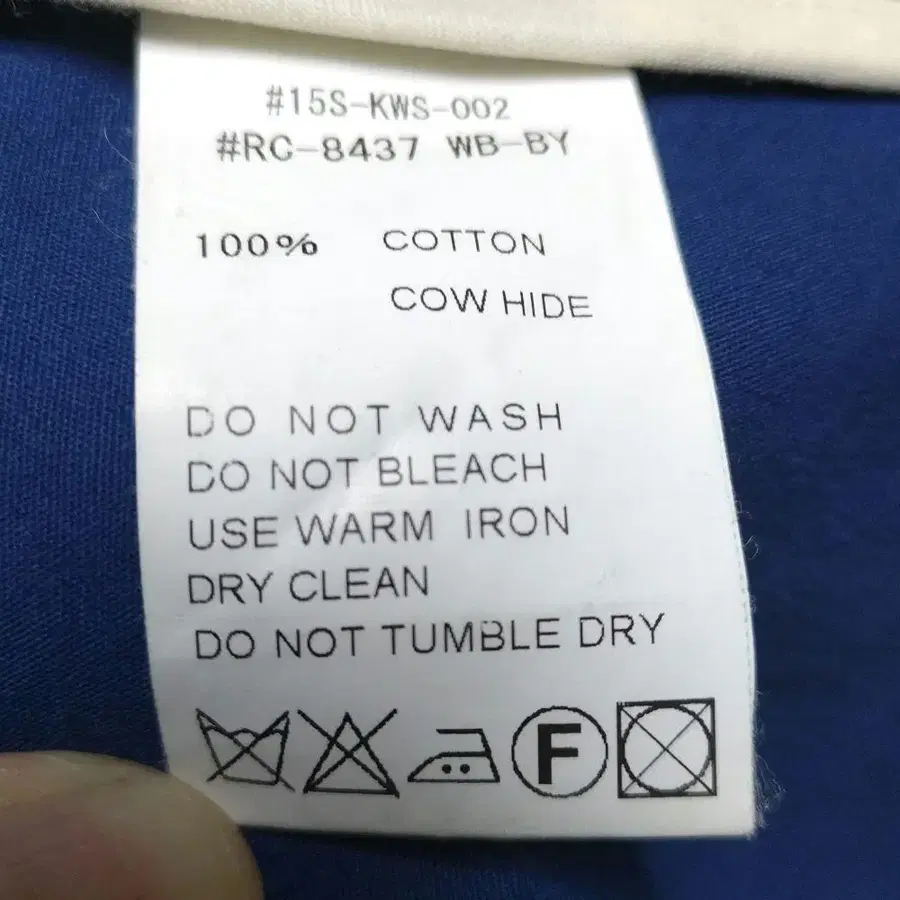 #15S-KWS-002
#RC-8437 WB-BY
100% COTTON
COW HIDE
DO NOT WASH
DO NOT BLEACH
USE WARM IRON
DRY CLEAN
DO NOT TUMBLE DRY
F